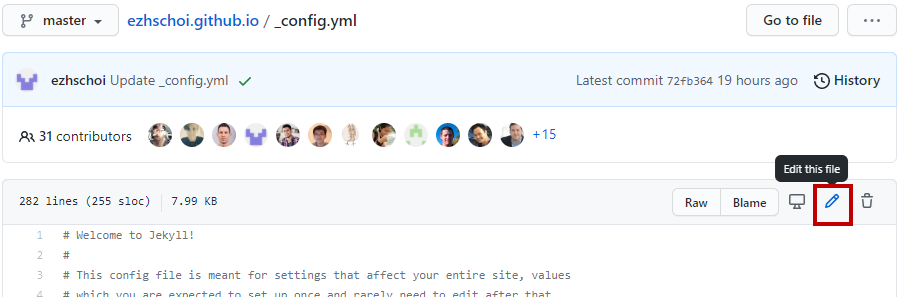 master ezhschoi.github.io / _config.yml Go to file ...
ezhschoi Update _config.yml Latest commit 72fb364 19 hours ago History
31 contributors +15
Edit this file
282 lines (255 sloc) 7.99 KB Raw Blame
1 # Welcome to Jekyll!
2 #
3 # This config file is meant for settings that affect your entire site, values
4 # which you are expected to set up once and rarely need to edit after that